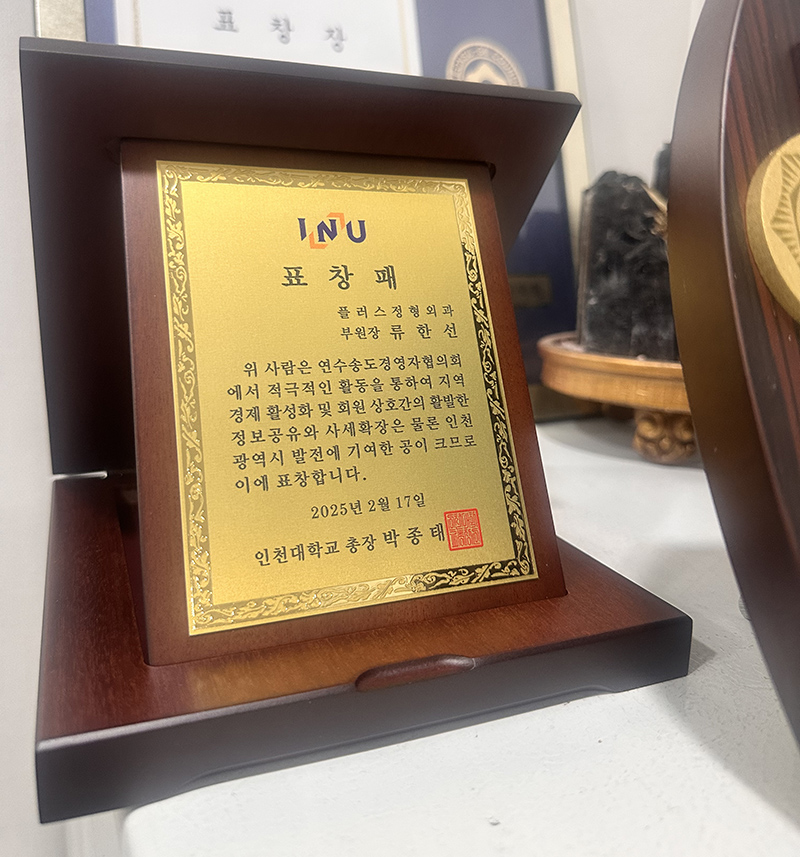 표 창 장
INU
표 창 패
플러스정형외과
부원장 류 한 선
위 사람은 연수송도경영자협의회
에서 적극적인 활동을 통하여 지역
경제 활성화 및 회원 상호간의 활발한
정보공유와 사세확장은 물론 인천
광역시 발전에 기여한 공이 크므로
이에 표창합니다.
2025년 2월 17일
인천대학교 총장 박 종 태